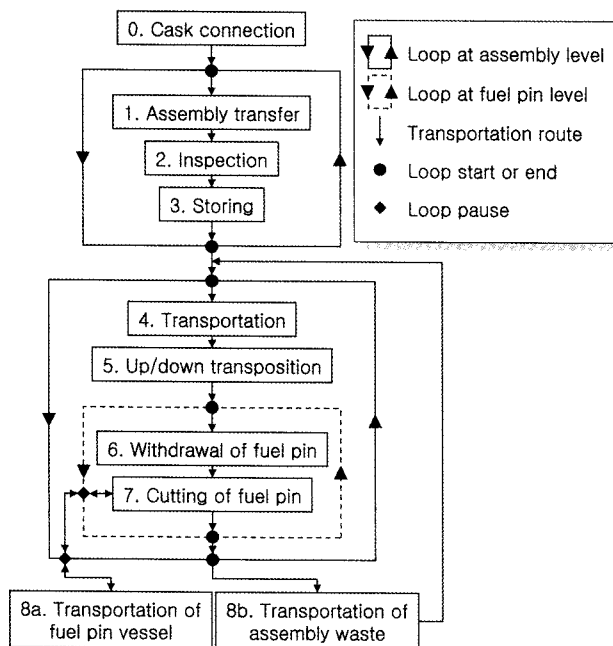 0. Cask connection
1. Assembly transfer
2. Inspection
3. Storing
4. Transportation
5. Up/down transposition
6. Withdrawal of fuel pin
7. Cutting of fuel pin
8a. Transportation of
fuel pin vessel
8b. Transportation of
assembly waste
Loop at assembly level
Loop at fuel pin level
Transportation route
Loop start or end
Loop pause